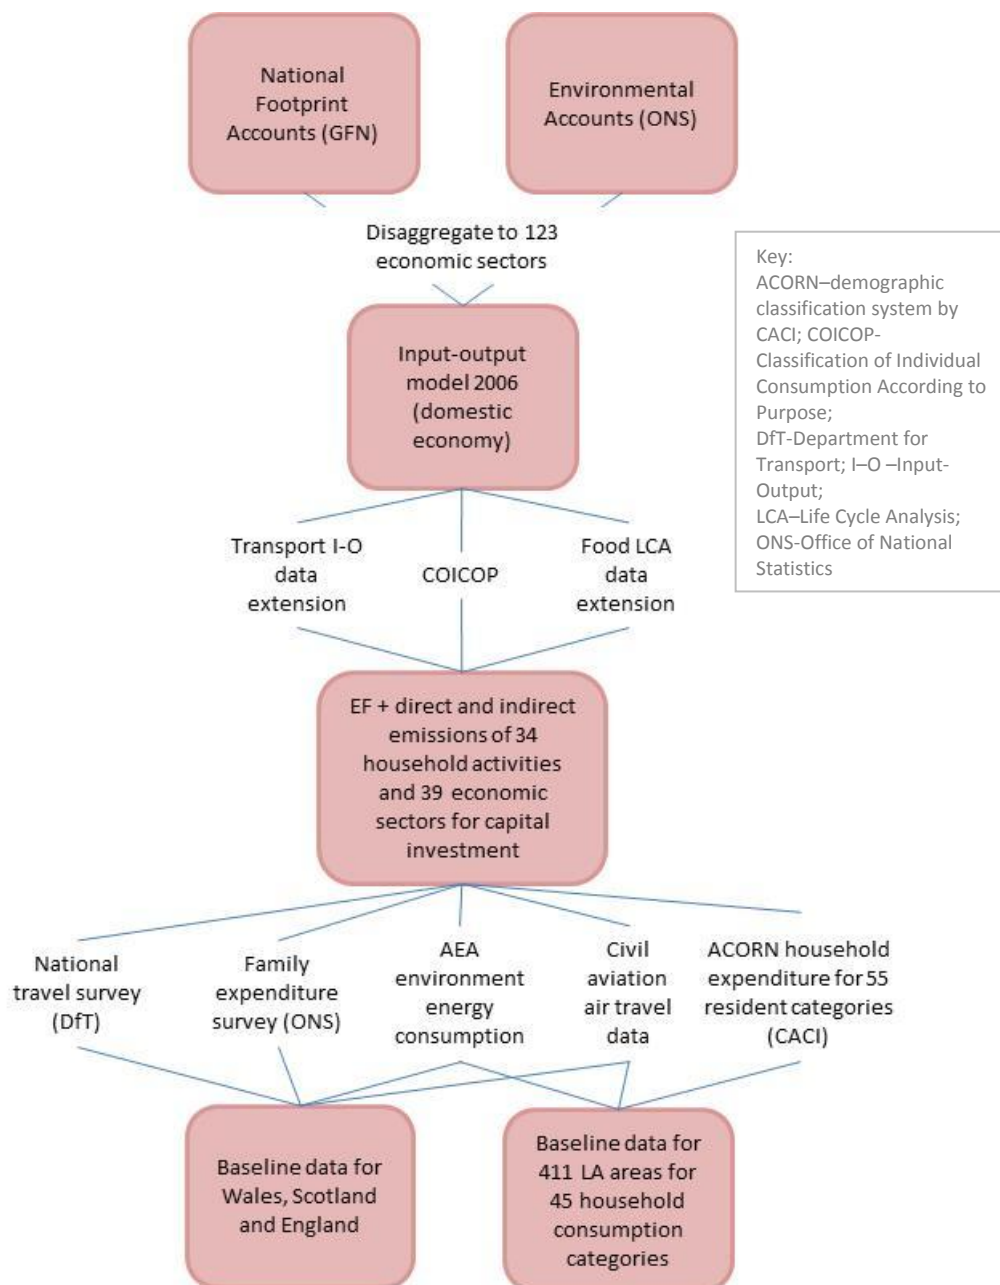 National
Footprint
Accounts (GFN)
Environmental
Accounts (ONS)
Disaggregate to 123
economic sectors
Key:
ACORN–demographic
classification system by
CACI; COICOP-
Classification of Individual
Consumption According to
Purpose;
DfT-Department for
Transport; I–O –Input-
Output;
LCA–Life Cycle Analysis;
ONS-Office of National
Statistics
Input-output
model 2006
(domestic
economy)
Transport I-O
data
extension
COICOP
Food LCA
data
extension
EF + direct and indirect
emissions of 34
household activities
and 39 economic
sectors for capital
investment
National
travel survey
(DfT)
Family
expenditure
survey (ONS)
AEA
environment
energy
consumption
Civil
aviation
air travel
data
ACORN household
expenditure for 55
resident categories
(CACI)
Baseline data for
Wales, Scotland
and England
Baseline data for
411 LA areas for
45 household
consumption
categories